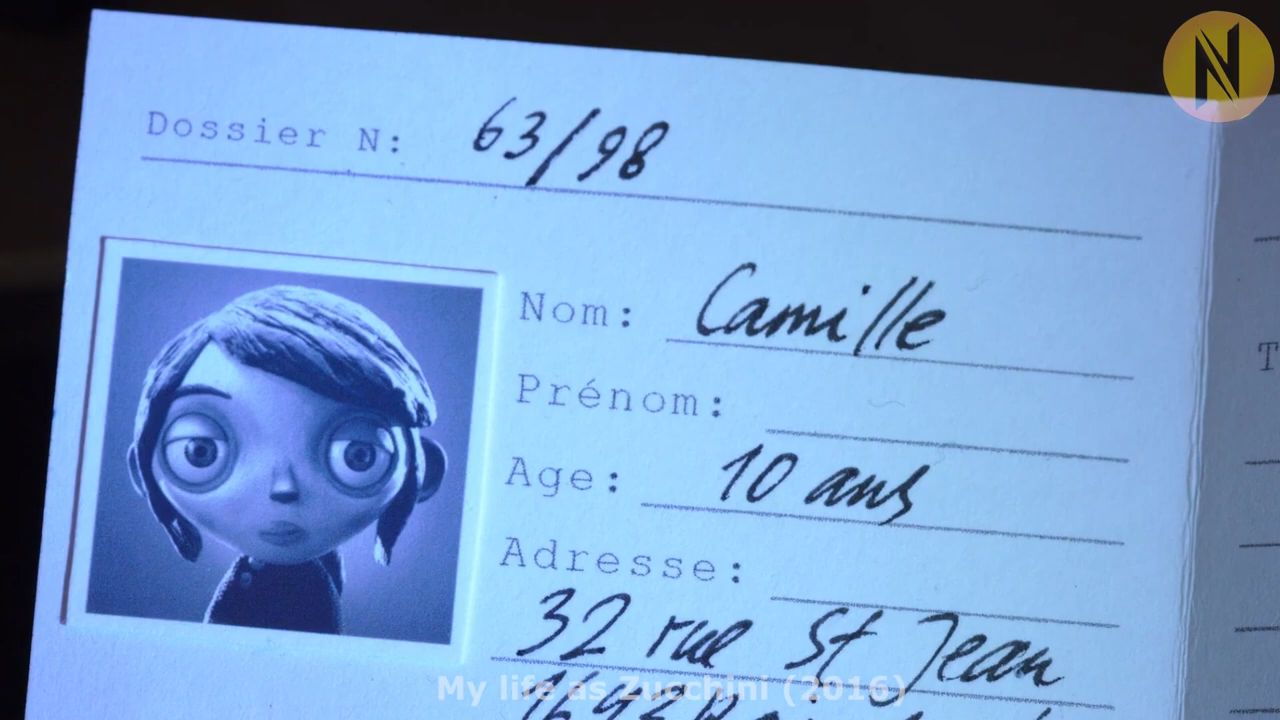 Dossier N: 63/98
Nom: Camille
Prénom:
Age: 10 ans
Adresse:
32 rue St Jean
T
My life as Zucchini (2016)